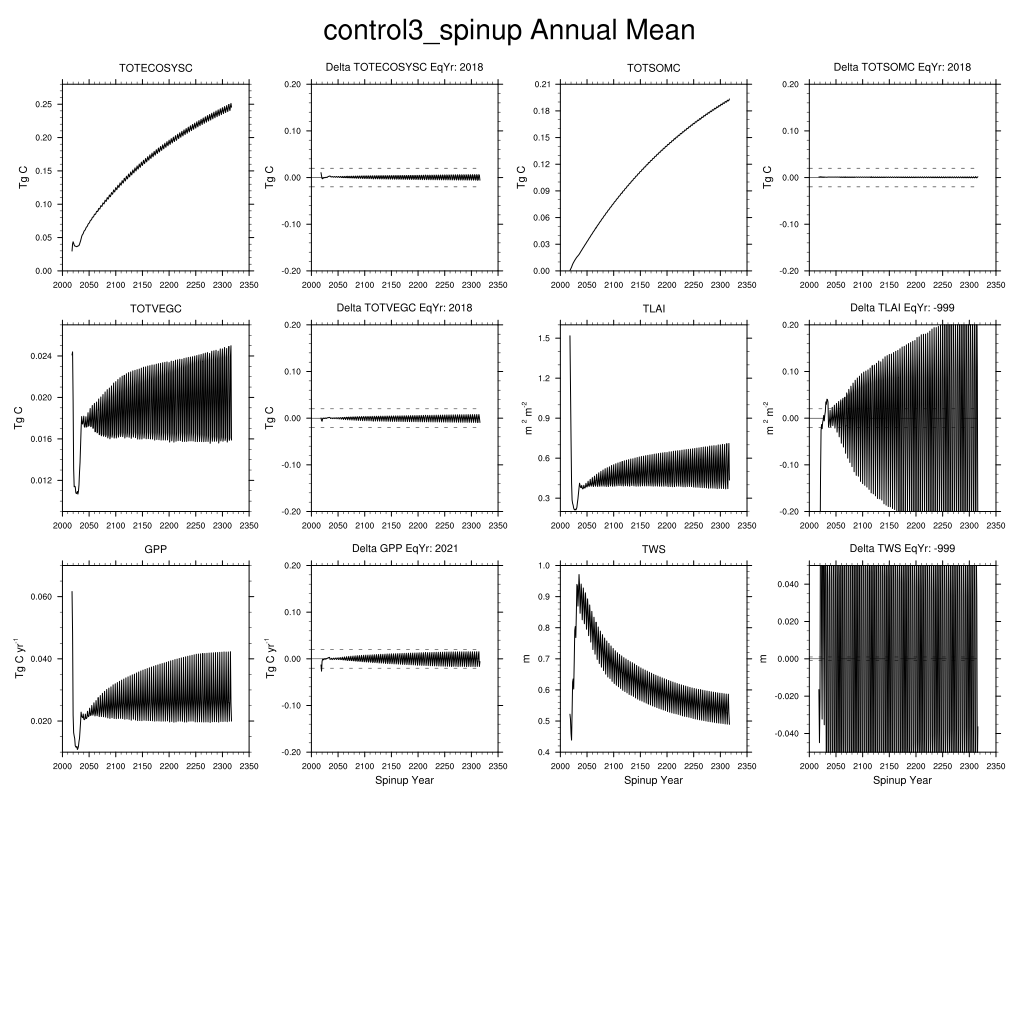 control3_spinup Annual Mean
TOTECOSYSC
Delta TOTECOSYSC EqYr: 2018
TOTSOMC
Delta TOTSOMC EqYr: 2018
Tg C
0.25
0.20
0.15
0.10
0.05
0.00
2000 2050 2100 2150 2200 2250 2300 2350
Tg C
0.20
0.10
0.00
-0.10
-0.20
2000 2050 2100 2150 2200 2250 2300 2350
Tg C
0.21
0.18
0.15
0.12
0.09
0.06
0.03
0.00
2000 2050 2100 2150 2200 2250 2300 2350
Tg C
0.20
0.10
0.00
-0.10
-0.20
2000 2050 2100 2150 2200 2250 2300 2350
TOTVEGC
Delta TOTVEGC EqYr: 2018
TLAI
Delta TLAI EqYr: -999
Tg C
0.024
0.020
0.016
0.012
2000 2050 2100 2150 2200 2250 2300 2350
Tg C
0.20
0.10
0.00
-0.10
-0.20
2000 2050 2100 2150 2200 2250 2300 2350
m² m⁻²
1.5
1.2
0.9
0.6
0.3
2000 2050 2100 2150 2200 2250 2300 2350
m² m⁻²
0.20
0.10
0.00
-0.10
-0.20
2000 2050 2100 2150 2200 2250 2300 2350
GPP
Delta GPP EqYr: 2021
TWS
Delta TWS EqYr: -999
Tg C yr⁻¹
0.060
0.040
0.020
2000 2050 2100 2150 2200 2250 2300 2350
Tg C yr⁻¹
0.20
0.10
0.00
-0.10
-0.20
2000 2050 2100 2150 2200 2250 2300 2350
Spinup Year
m
1.0
0.9
0.8
0.7
0.6
0.5
0.4
2000 2050 2100 2150 2200 2250 2300 2350
Spinup Year
m
0.040
0.020
0.000
-0.020
-0.040
2000 2050 2100 2150 2200 2250 2300 2350